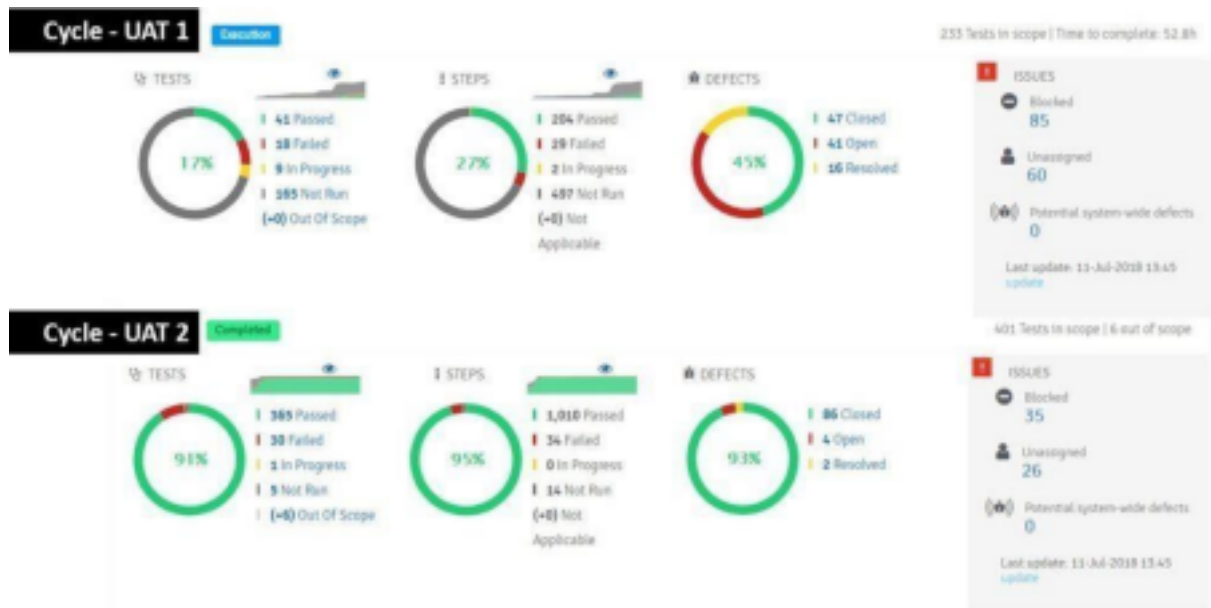 Cycle - UAT 1
Execution
233 Tests in scope | Time to complete: 52.8h
TESTS
17%
41 Passed
18 Failed
9 In Progress
165 Not Run
(+0) Out Of Scope
STEPS
27%
204 Passed
29 Failed
2 In Progress
497 Not Run
(+0) Not
Applicable
DEFECTS
45%
47 Closed
41 Open
16 Resolved
ISSUES
Blocked
85
Unassigned
60
Potential system-wide defects
0
Last update: 11-Jul-2018 13:45
update
Cycle - UAT 2
Completed
401 Tests in scope | 6 out of scope
TESTS
91%
365 Passed
30 Failed
1 In Progress
5 Not Run
(+6) Out Of Scope
STEPS
95%
1,010 Passed
34 Failed
0 In Progress
14 Not Run
(+0) Not
Applicable
DEFECTS
93%
86 Closed
4 Open
2 Resolved
ISSUES
Blocked
35
Unassigned
26
Potential system-wide defects
0
Last update: 11-Jul-2018 13:45
update